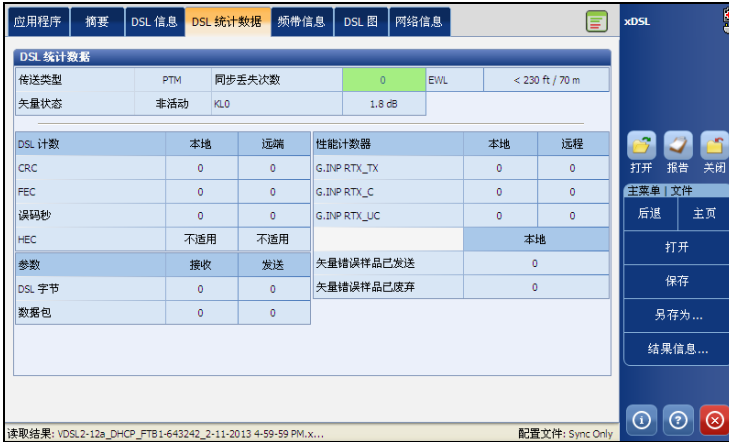 应用程序 摘要 DSL 信息 DSL 统计数据 频带信息 DSL 图 网络信息
DSL 统计数据
传送类型 PTM 同步丢失次数 0 EWL < 230 ft / 70 m
矢量状态 非活动 KL0 1.8 dB
DSL 计数 本地 远端 性能计数器 本地 远程
CRC 0 0 G.INP RTX_TX 0 0
FEC 0 0 G.INP RTX_C 0 0
误码秒 0 0 G.INP RTX_UC 0 0
HEC 不适用 不适用 本地
参数 接收 发送 矢量错误样品已发送 0
DSL 字节 0 0 矢量错误样品已废弃 0
数据包 0 0
读取结果: VDSL2-12a_DHCP_FTB1-643242_2-11-2013 4-59-59 PM.x... 配置文件: Sync Only
xDSL
打开 报告 关闭
主菜单 | 文件
后退 主页
打开
保存
另存为...
结果信息...